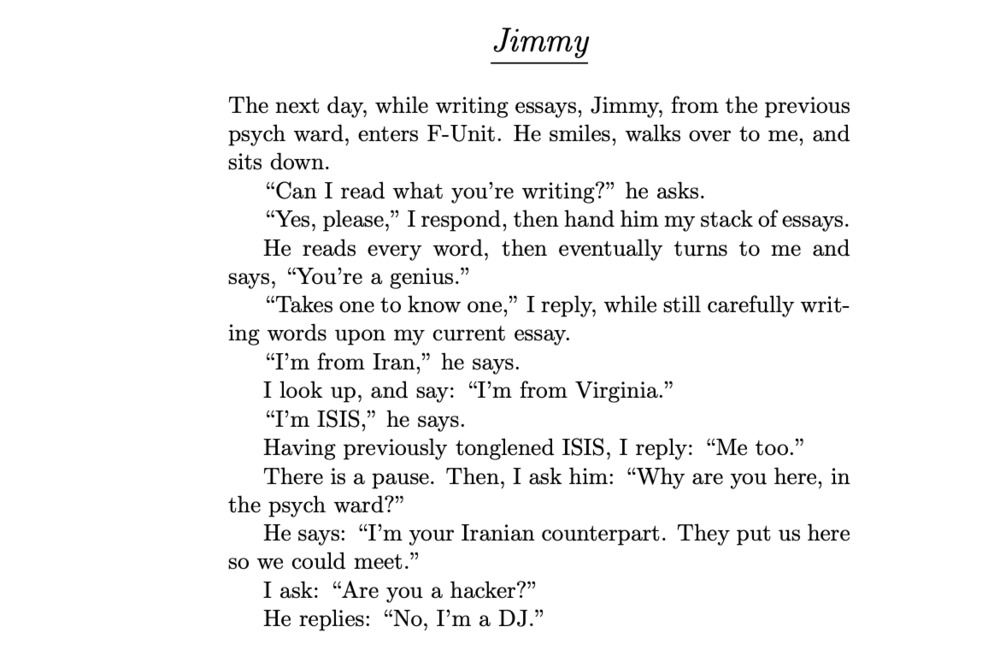 Jimmy
The next day, while writing essays, Jimmy, from the previous
psych ward, enters F-Unit. He smiles, walks over to me, and
sits down.
“Can I read what you’re writing?” he asks.
“Yes, please,” I respond, then hand him my stack of essays.
He reads every word, then eventually turns to me and
says, “You’re a genius.”
“Takes one to know one,” I reply, while still carefully writ-
ing words upon my current essay.
“I’m from Iran,” he says.
I look up, and say: “I’m from Virginia.”
“I’m ISIS,” he says.
Having previously tonglened ISIS, I reply: “Me too.”
There is a pause. Then, I ask him: “Why are you here, in
the psych ward?”
He says: “I’m your Iranian counterpart. They put us here
so we could meet.”
I ask: “Are you a hacker?”
He replies: “No, I’m a DJ.”